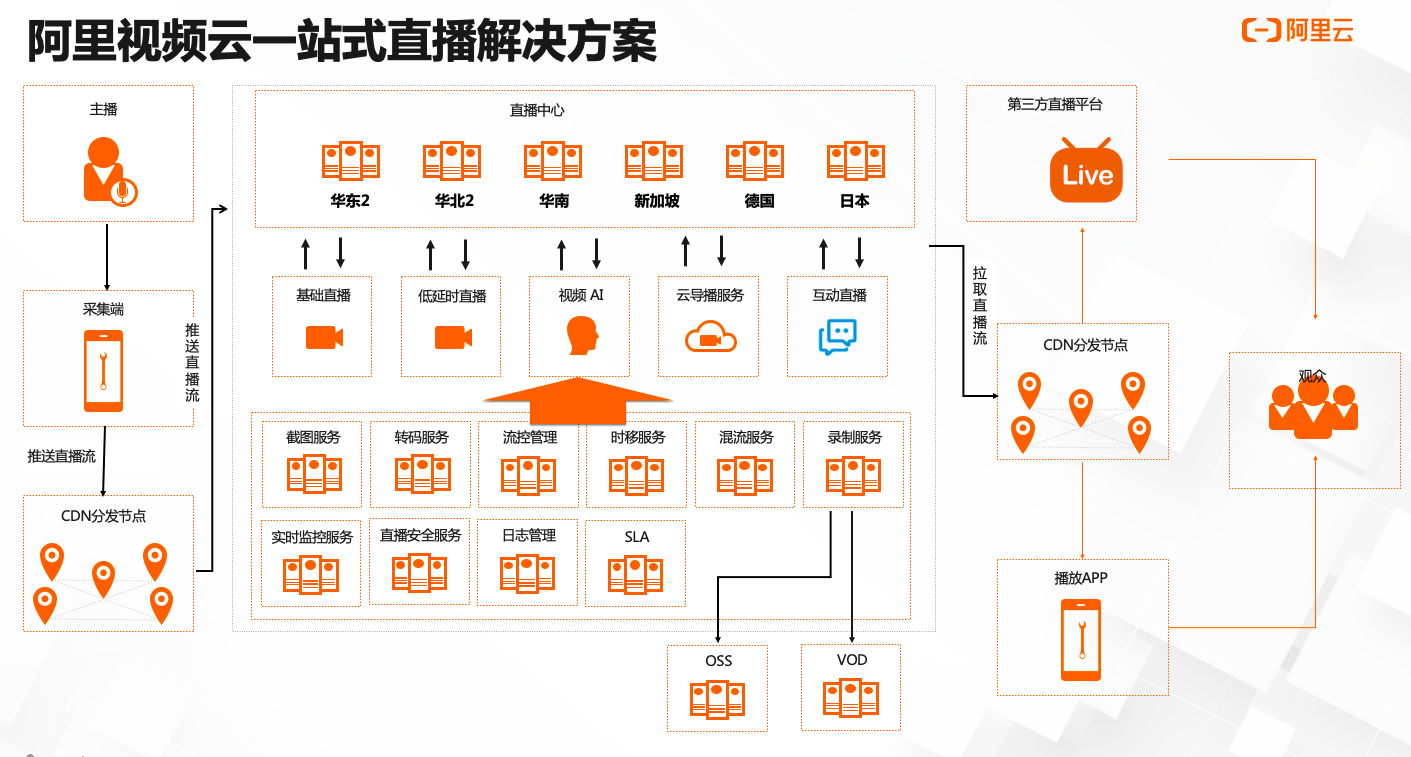 阿里视频云一站式直播解决方案
阿里云
主播
采集端
推送直播流
CDN分发节点
推送直播流
直播中心
华东2
华北2
华南
新加坡
德国
日本
基础直播
低延时直播
视频 AI
云导播服务
互动直播
截图服务
转码服务
流控管理
时移服务
混流服务
录制服务
实时监控服务
直播安全服务
日志管理
SLA
OSS
VOD
拉取直播流
第三方直播平台
Live
CDN分发节点
播放APP
观众